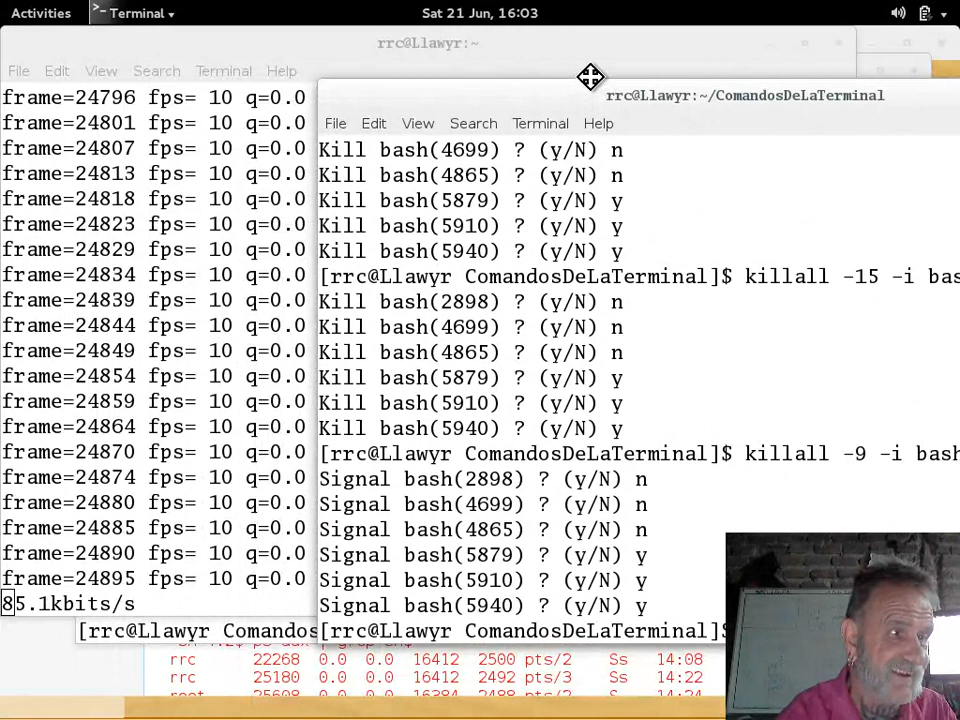 Activities
Terminal
Sat 21 Jun, 16:03
rrc@Llawyr:~
File Edit View Search Terminal Help
frame=24796 fps= 10 q=0.0
frame=24801 fps= 10 q=0.0
frame=24807 fps= 10 q=0.0
frame=24813 fps= 10 q=0.0
frame=24818 fps= 10 q=0.0
frame=24823 fps= 10 q=0.0
frame=24829 fps= 10 q=0.0
frame=24834 fps= 10 q=0.0
frame=24839 fps= 10 q=0.0
frame=24844 fps= 10 q=0.0
frame=24849 fps= 10 q=0.0
frame=24854 fps= 10 q=0.0
frame=24859 fps= 10 q=0.0
frame=24864 fps= 10 q=0.0
frame=24870 fps= 10 q=0.0
frame=24874 fps= 10 q=0.0
frame=24880 fps= 10 q=0.0
frame=24885 fps= 10 q=0.0
frame=24890 fps= 10 q=0.0
frame=24895 fps= 10 q=0.0
85.1kbits/s
rrc@Llawyr:~/ComandosDeLaTerminal
File Edit View Search Terminal Help
Kill bash(4699) ? (y/N) n
Kill bash(4865) ? (y/N) n
Kill bash(5879) ? (y/N) y
Kill bash(5910) ? (y/N) y
Kill bash(5940) ? (y/N) y
[rrc@Llawyr ComandosDeLaTerminal]$ killall -15 -i bas
Kill bash(2898) ? (y/N) n
Kill bash(4699) ? (y/N) n
Kill bash(4865) ? (y/N) n
Kill bash(5879) ? (y/N) y
Kill bash(5910) ? (y/N) y
Kill bash(5940) ? (y/N) y
[rrc@Llawyr ComandosDeLaTerminal]$ killall -9 -i bash
Signal bash(2898) ? (y/N) n
Signal bash(4699) ? (y/N) n
Signal bash(4865) ? (y/N) n
Signal bash(5879) ? (y/N) y
Signal bash(5910) ? (y/N) y
Signal bash(5940) ? (y/N) y
[rrc@Llawyr ComandosDeLaTerminal]$
[rrc@Llawyr Comandos
rrc 22268 0.0 0.0 16412 2500 pts/2 Ss 14:08
rrc 25180 0.0 0.0 16412 2492 pts/3 Ss 14:22